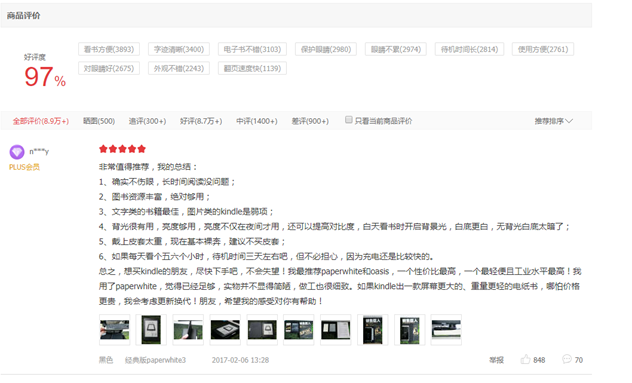 商品评价
好评度
97%
看书方便(3893) 字迹清晰(3400) 电子书不错(3103) 保护眼睛(2980) 眼睛不累(2974) 待机时间长(2814) 使用方便(2761)
对眼睛好(2675) 外观不错(2243) 翻页速度快(1139)
全部评价(8.9万+) 晒图(500) 追评(300+) 好评(8.7万+) 中评(1400+) 差评(900+) 只看当前商品评价 推荐排序
n***y
PLUS会员
非常值得推荐，我的总结：
1、确实不伤眼，长时间阅读没问题；
2、图书资源丰富，绝对够用；
3、文字类的书籍最佳，图片类的kindle是弱项；
4、背光很有用，亮度够用，亮度不仅在夜间才用，还可以提高对比度，白天看书时开启背景光，白底更白，无背光白底太暗了；
5、戴上皮套太重，现在基本裸奔，建议不买皮套；
6、如果每天看个五六个小时，待机时间三天左右吧，但不必担心，因为充电还是比较快的。
总之，想买kindle的朋友，尽快下手吧，不会失望！我最推荐paperwhite和oasis，一个性价比最高，一个最轻便且工业水平最高！我
用了paperwhite，觉得已经足够，实物并不显得简陋，做工也很细致。如果kindle出一款屏幕更大的、重量更轻的电纸书，哪怕价格
更贵，我会考虑更新换代！朋友，希望我的感受对你有帮助！
黑色 经典版paperwhite3 2017-02-06 13:28 举报 848 70